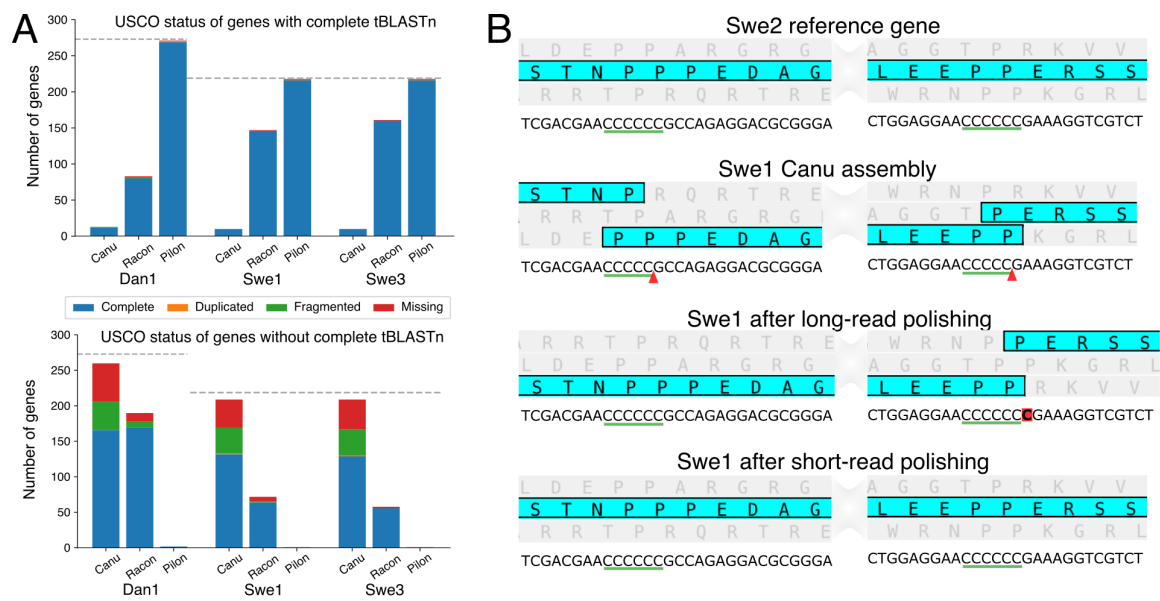 A
USCO status of genes with complete tBLASTn
Number of genes
300
250
200
150
100
50
0
Canu Racon Pilon Canu Racon Pilon Canu Racon Pilon
Dan1 Swe1 Swe3
Complete Duplicated Fragmented Missing
USCO status of genes without complete tBLASTn
Number of genes
300
250
200
150
100
50
0
Canu Racon Pilon Canu Racon Pilon Canu Racon Pilon
Dan1 Swe1 Swe3
B
Swe2 reference gene
L D E P P A R G R G A G G T P R K V V
S T N P P P E D A G L E E P P E R S S
R R T P R Q R T R E W R N P P K G R L
TCGACGAACCCCCCGCCAGAGGACGCGGGA CTGGAGGAACCCCCCGAAAGGTCGTCT
Swe1 Canu assembly
S T N P R Q R T R E W R N P R K V V
R R T P A R G R G A G G T P E R S S
L D E P P P E D A G L E E P P K G R L
TCGACGAACCCCCGCCAGAGGACGCGGGA CTGGAGGAACCCCCGAAAGGTCGTCT
Swe1 after long-read polishing
R R T P R Q R T R E W R N P P E R S S
L D E P P A R G R G A G G T P P K G R L
S T N P P P E D A G L E E P P R K V V
TCGACGAACCCCCCGCCAGAGGACGCGGGA CTGGAGGAACCCCCCCGAAAGGTCGTCT
Swe1 after short-read polishing
L D E P P A R G R G A G G T P R K V V
S T N P P P E D A G L E E P P E R S S
R R T P R Q R T R E W R N P P K G R L
TCGACGAACCCCCCGCCAGAGGACGCGGGA CTGGAGGAACCCCCCGAAAGGTCGTCT